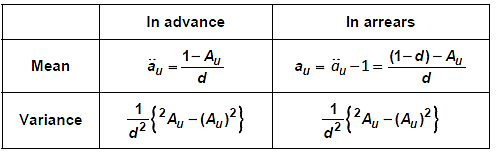 In advance In arrears
Mean ä_u = (1 − A_u)/d a_u = ä_u − 1 = ((1−d) − A_u)/d
Variance 1/d² {²A_u − (A_u)²} 1/d² {²A_u − (A_u)²}